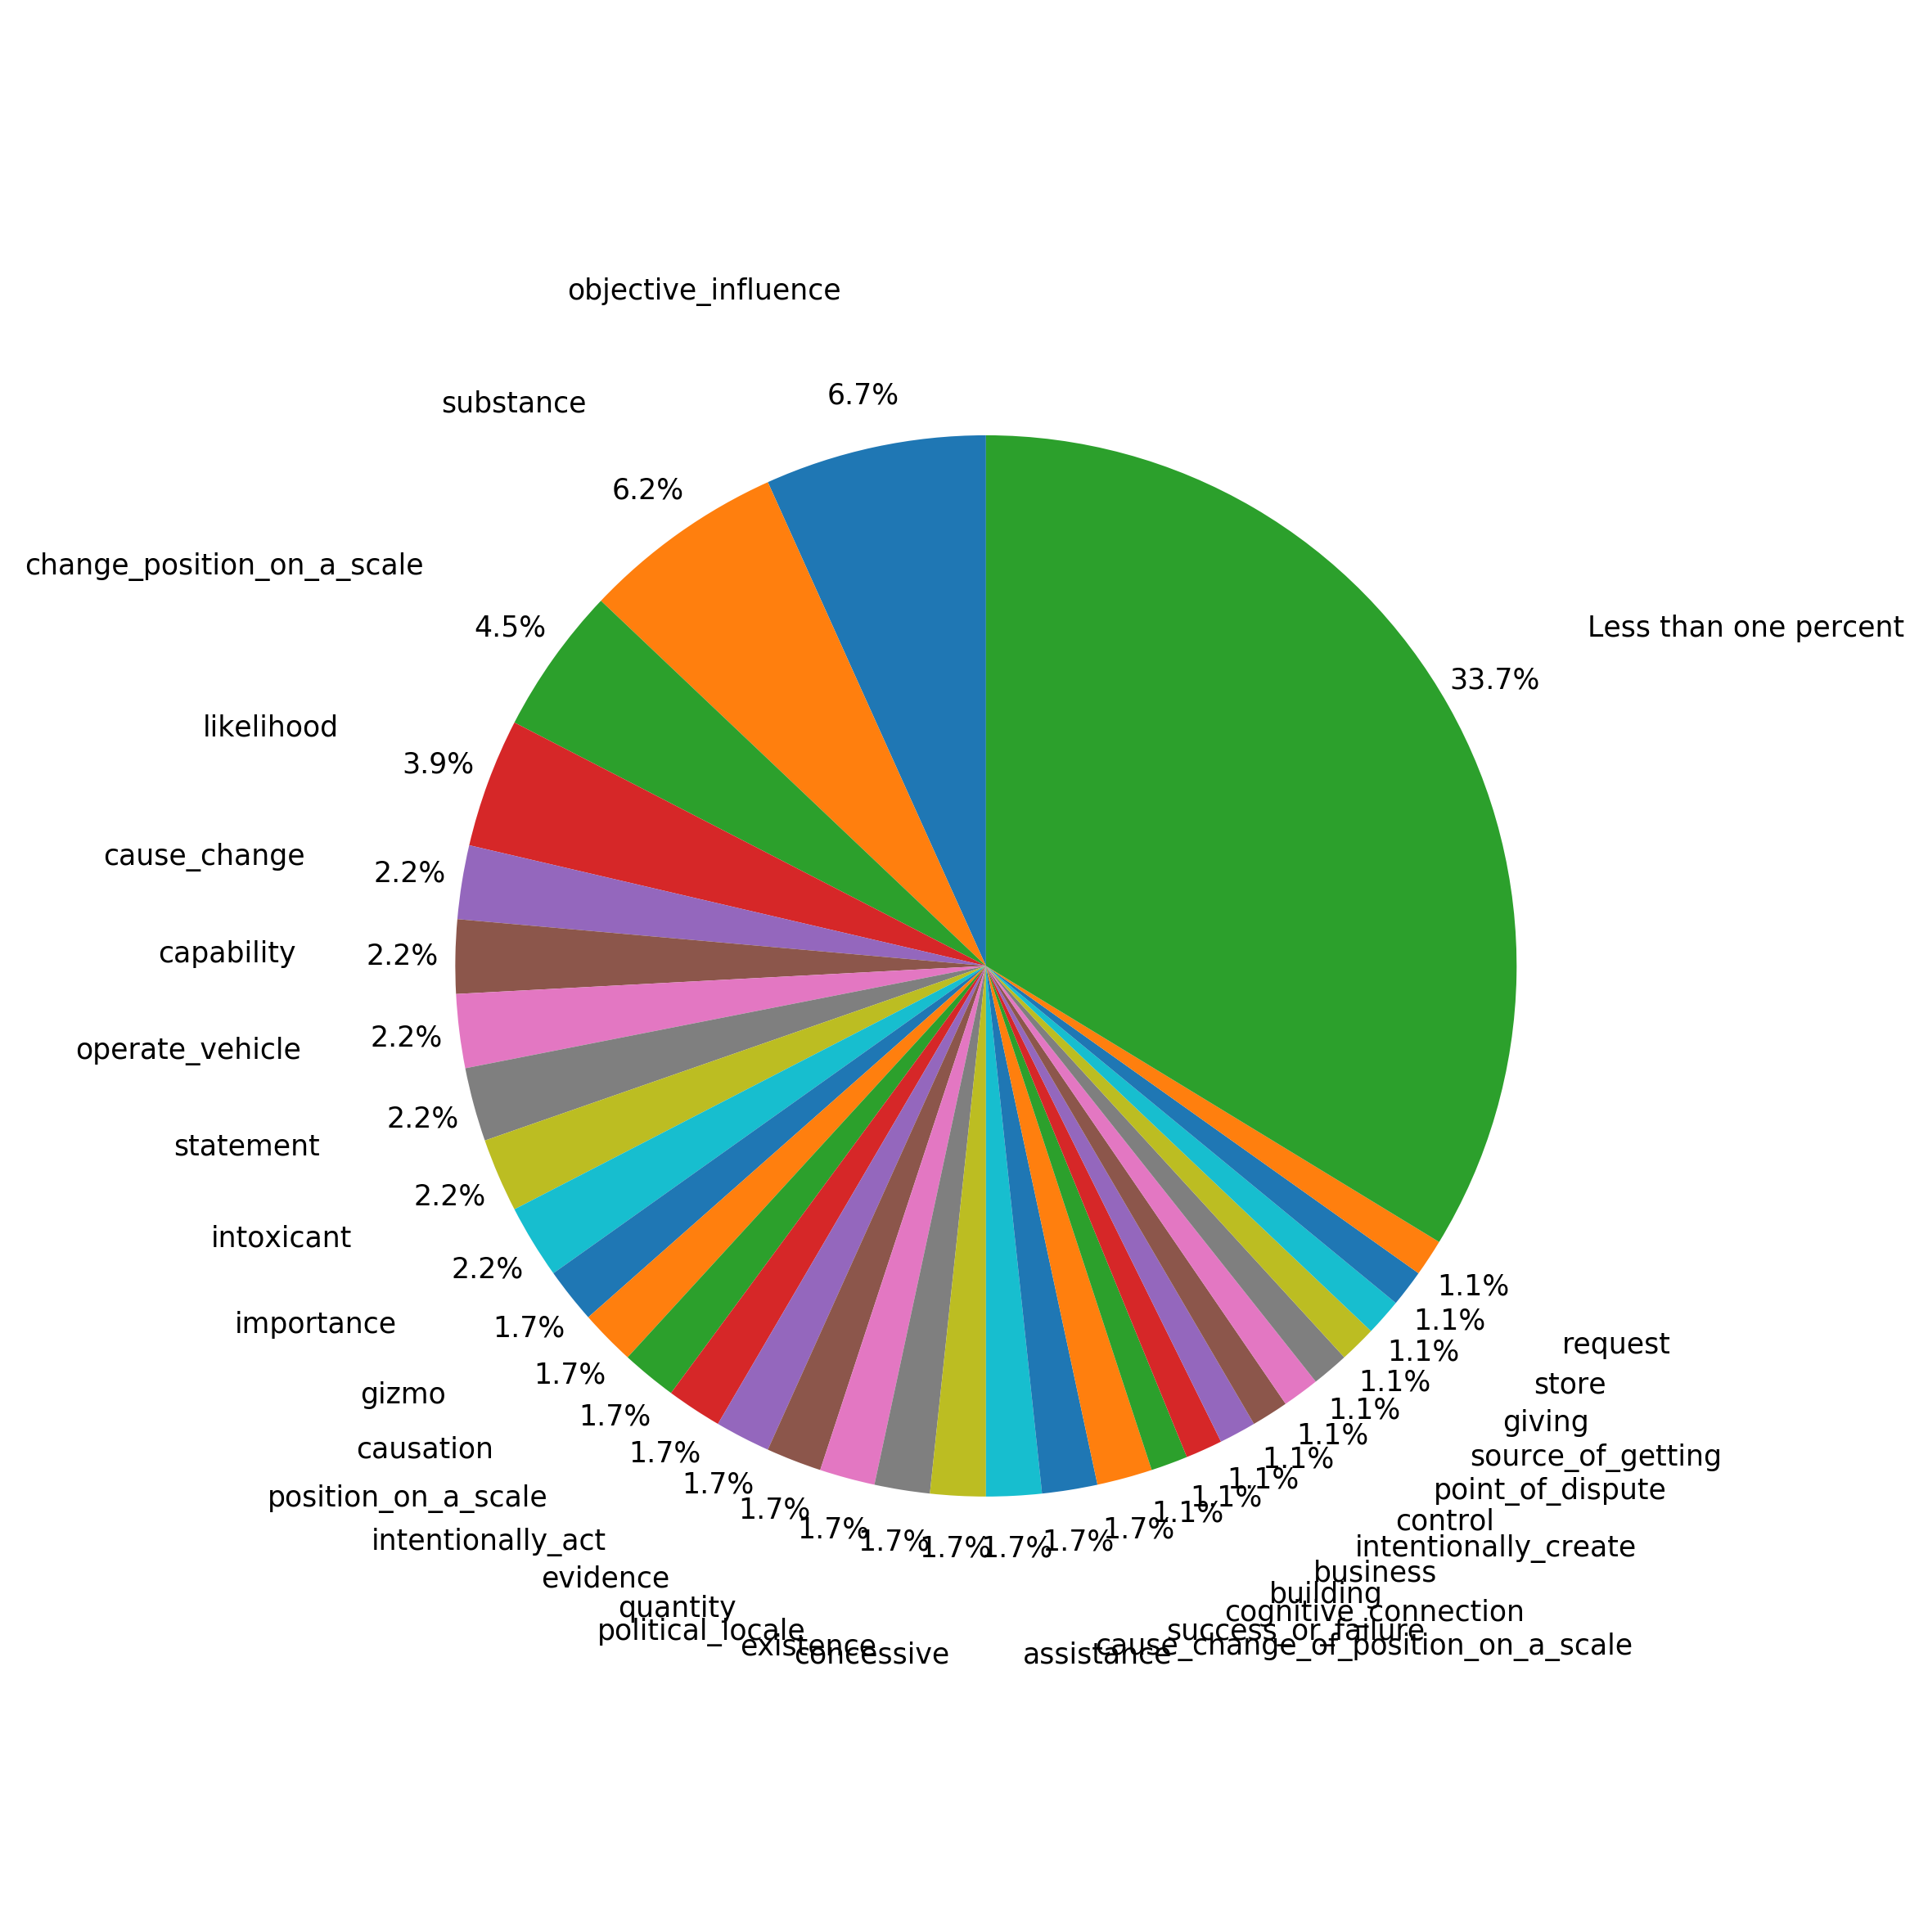 objective_influence
6.7%
substance
6.2%
change_position_on_a_scale
4.5%
likelihood
3.9%
cause_change
2.2%
capability
2.2%
operate_vehicle
2.2%
statement
2.2%
intoxicant
2.2%
importance
2.2%
gizmo
1.7%
causation
1.7%
position_on_a_scale
1.7%
intentionally_act
1.7%
evidence
1.7%
quantity
1.7%
political_locale
1.7%
existence
1.7%
concessive
1.7%
assistance
1.7%
cause_change_of_position_on_a_scale
1.7%
success_or_failure
1.7%
cognitive_connection
1.1%
building
1.1%
business
1.1%
intentionally_create
1.1%
control
1.1%
point_of_dispute
1.1%
source_of_getting
1.1%
giving
1.1%
store
1.1%
request
1.1%
Less than one percent
33.7%